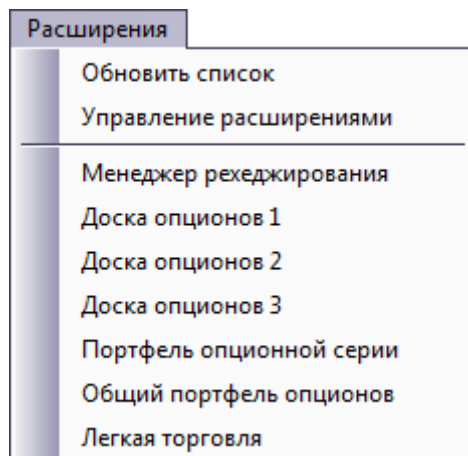 Расширения
Обновить список
Управление расширениями
Менеджер рехеджирования
Доска опционов 1
Доска опционов 2
Доска опционов 3
Портфель опционной серии
Общий портфель опционов
Легкая торговля